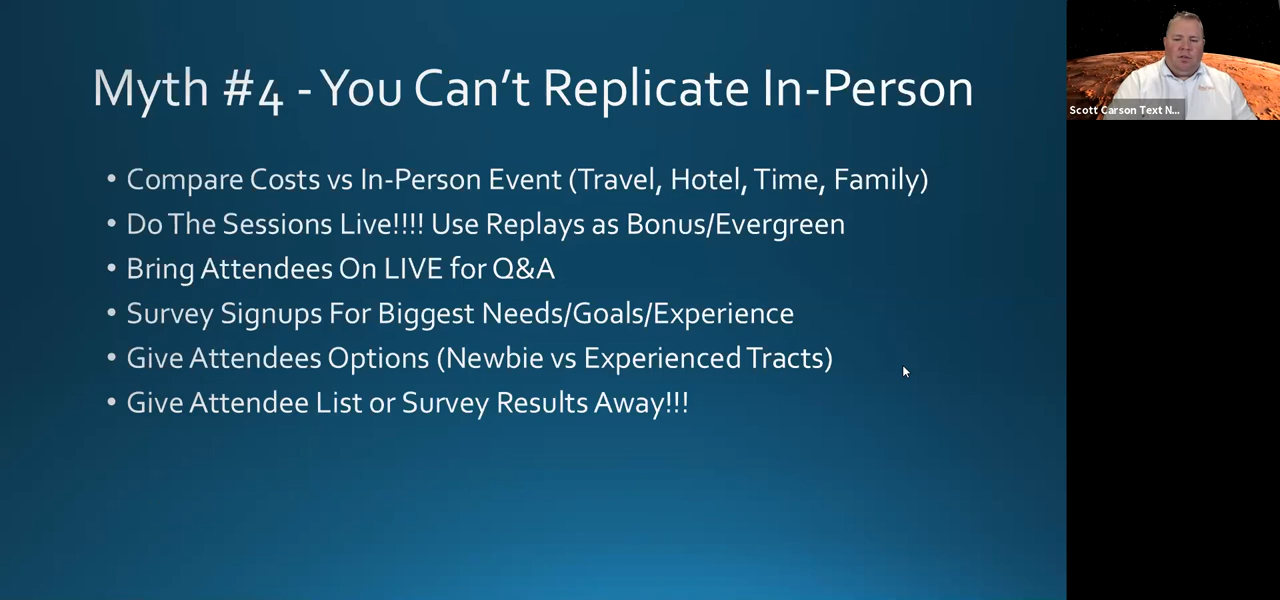 Myth #4 - You Can't Replicate In-Person
• Compare Costs vs In-Person Event (Travel, Hotel, Time, Family)
• Do The Sessions Live!!!! Use Replays as Bonus/Evergreen
• Bring Attendees On LIVE for Q&A
• Survey Signups For Biggest Needs/Goals/Experience
• Give Attendees Options (Newbie vs Experienced Tracts)
• Give Attendee List or Survey Results Away!!!
Scott Carson Text N...